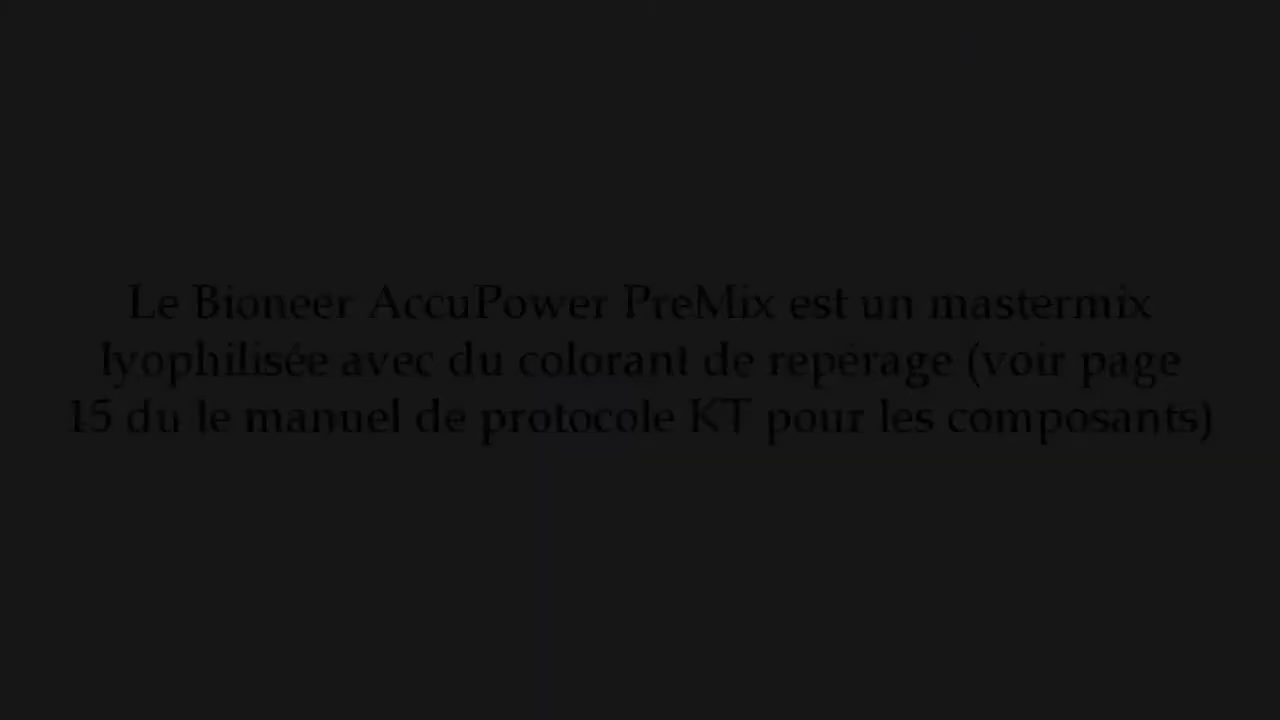 Le Bioneer AccuPower PreMix est un mastermix
lyophilisée avec du colorant de repérage (voir page
15 du le manuel de protocole KT pour les composants)